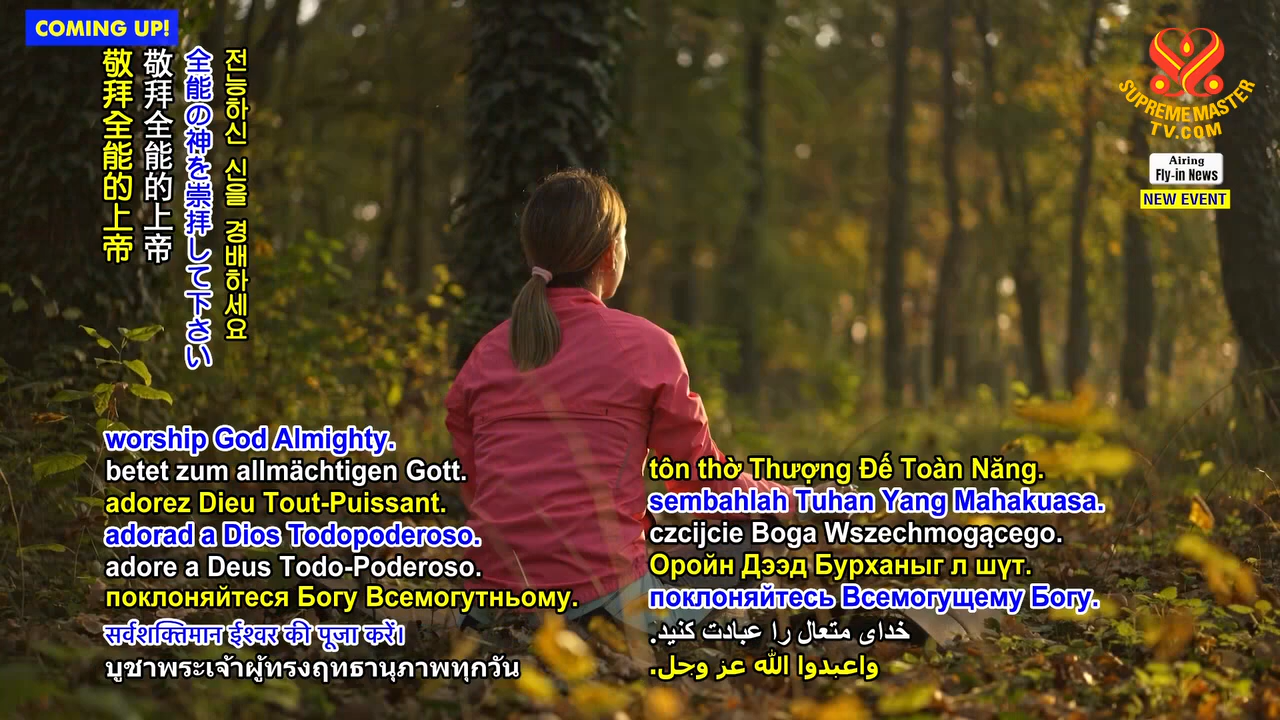 COMING UP!
敬拜全能的上帝
敬拜全能的上帝
全能の神を崇拝して下さい
전능하신 신을 경배하세요
SUPREME MASTER
TV.COM
Airing
Fly-in News
NEW EVENT
worship God Almighty.
betet zum allmächtigen Gott.
adorez Dieu Tout-Puissant.
adorad a Dios Todopoderoso.
adore a Deus Todo-Poderoso.
поклоняйтеся Богу Всемогутньому.
सर्वशक्तिमान ईश्वर की पूजा करें।
บูชาพระเจ้าผู้ทรงฤทธานุภาพทุกวัน
tôn thờ Thượng Đế Toàn Năng.
sembahlah Tuhan Yang Mahakuasa.
czcijcie Boga Wszechmogącego.
Оройн Дээд Бурханыг л шүт.
поклоняйтесь Всемогущему Богу.
خدای متعال را عبادت کنید.
واعبدوا الله عز وجل.